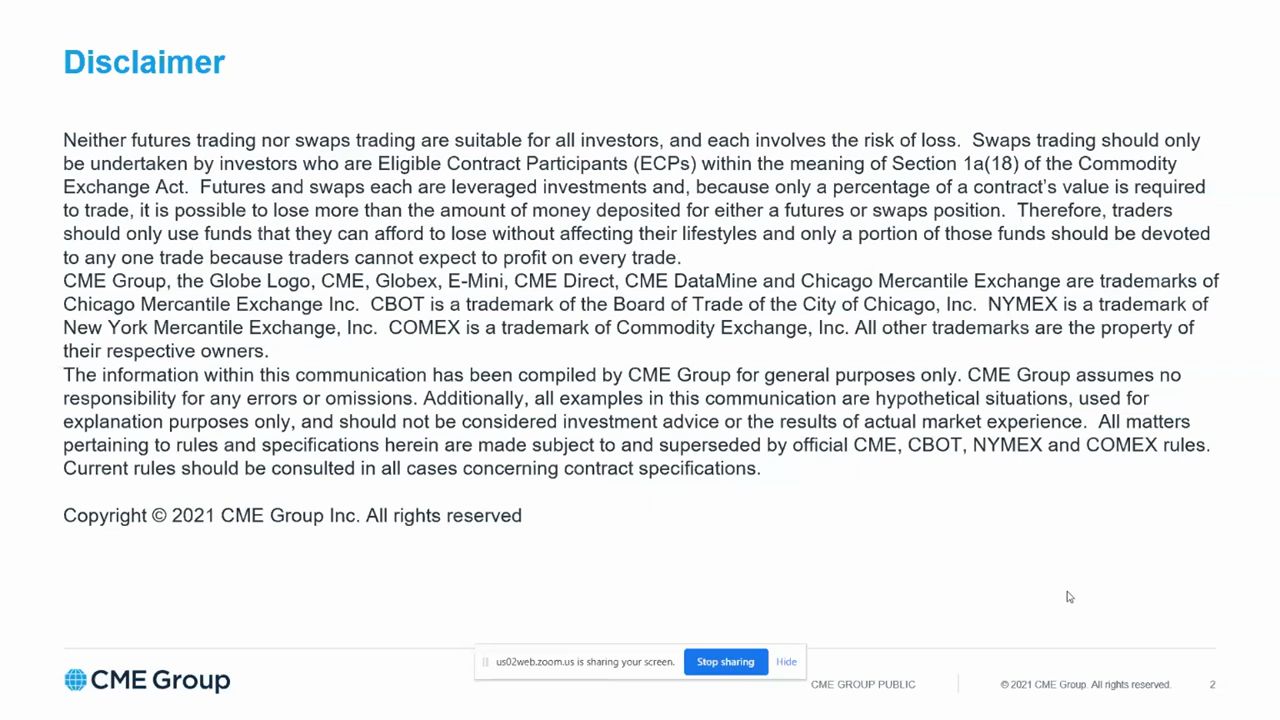 Disclaimer
Neither futures trading nor swaps trading are suitable for all investors, and each involves the risk of loss.  Swaps trading should only
be undertaken by investors who are Eligible Contract Participants (ECPs) within the meaning of Section 1a(18) of the Commodity
Exchange Act.  Futures and swaps each are leveraged investments and, because only a percentage of a contract's value is required
to trade, it is possible to lose more than the amount of money deposited for either a futures or swaps position.  Therefore, traders
should only use funds that they can afford to lose without affecting their lifestyles and only a portion of those funds should be devoted
to any one trade because traders cannot expect to profit on every trade.
CME Group, the Globe Logo, CME, Globex, E-Mini, CME Direct, CME DataMine and Chicago Mercantile Exchange are trademarks of
Chicago Mercantile Exchange Inc.  CBOT is a trademark of the Board of Trade of the City of Chicago, Inc.  NYMEX is a trademark of
New York Mercantile Exchange, Inc.  COMEX is a trademark of Commodity Exchange, Inc. All other trademarks are the property of
their respective owners.
The information within this communication has been compiled by CME Group for general purposes only. CME Group assumes no
responsibility for any errors or omissions. Additionally, all examples in this communication are hypothetical situations, used for
explanation purposes only, and should not be considered investment advice or the results of actual market experience.  All matters
pertaining to rules and specifications herein are made subject to and superseded by official CME, CBOT, NYMEX and COMEX rules.
Current rules should be consulted in all cases concerning contract specifications.
Copyright © 2021 CME Group Inc. All rights reserved
us02web.zoom.us is sharing your screen.
Stop sharing
Hide
CME Group
CME GROUP PUBLIC
© 2021 CME Group. All rights reserved.
2